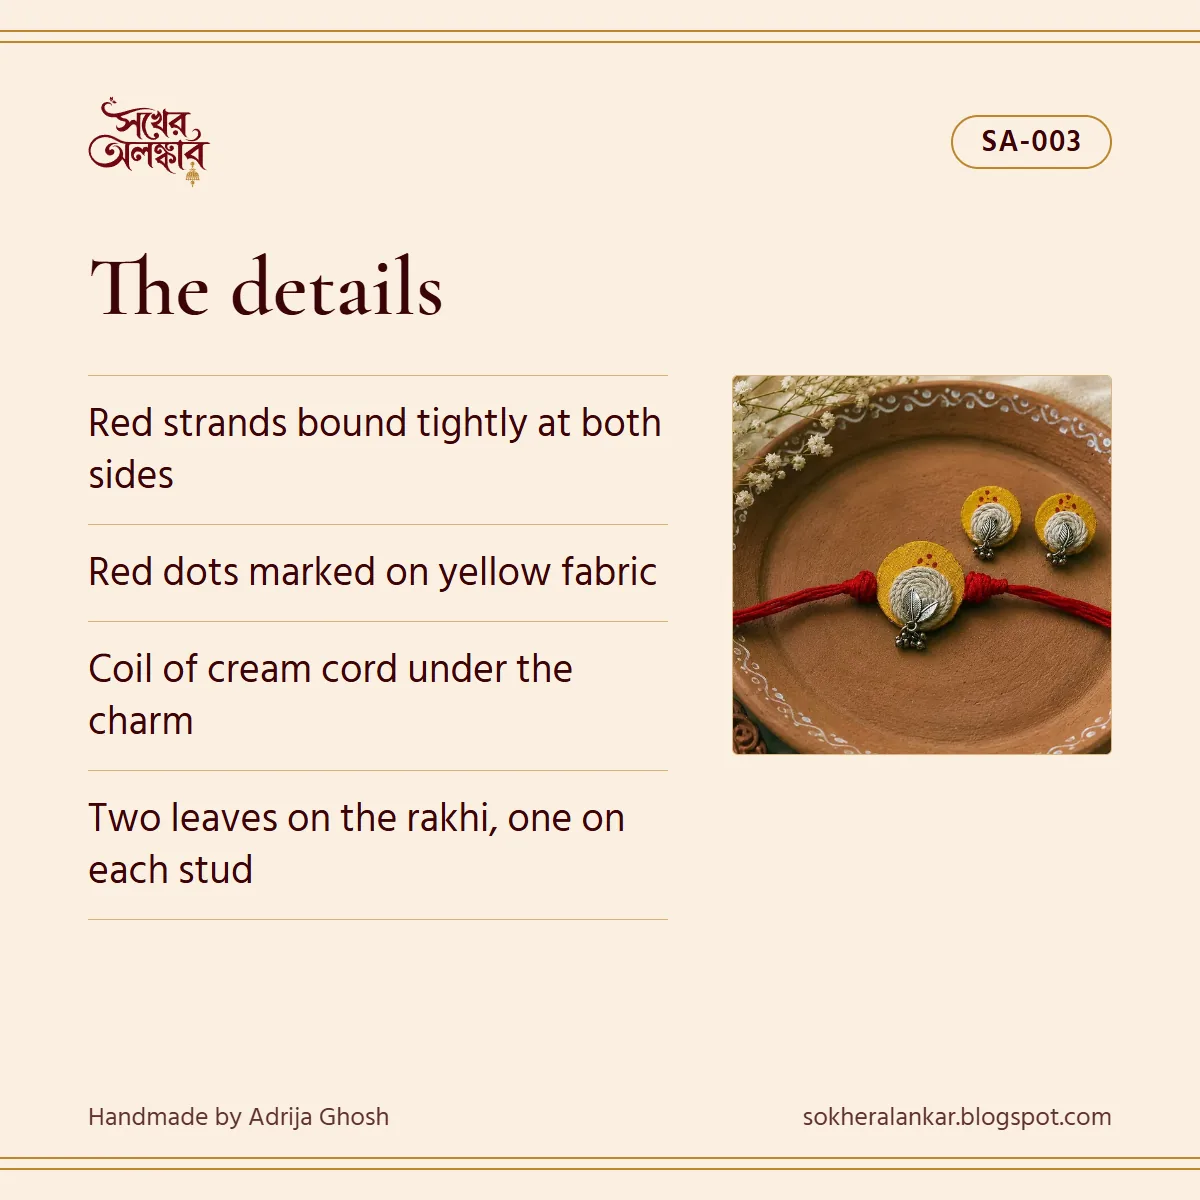 সখের
অলঙ্কার
SA-003
The details
Red strands bound tightly at both
sides
Red dots marked on yellow fabric
Coil of cream cord under the
charm
Two leaves on the rakhi, one on
each stud
Handmade by Adrija Ghosh
sokheralankar.blogspot.com